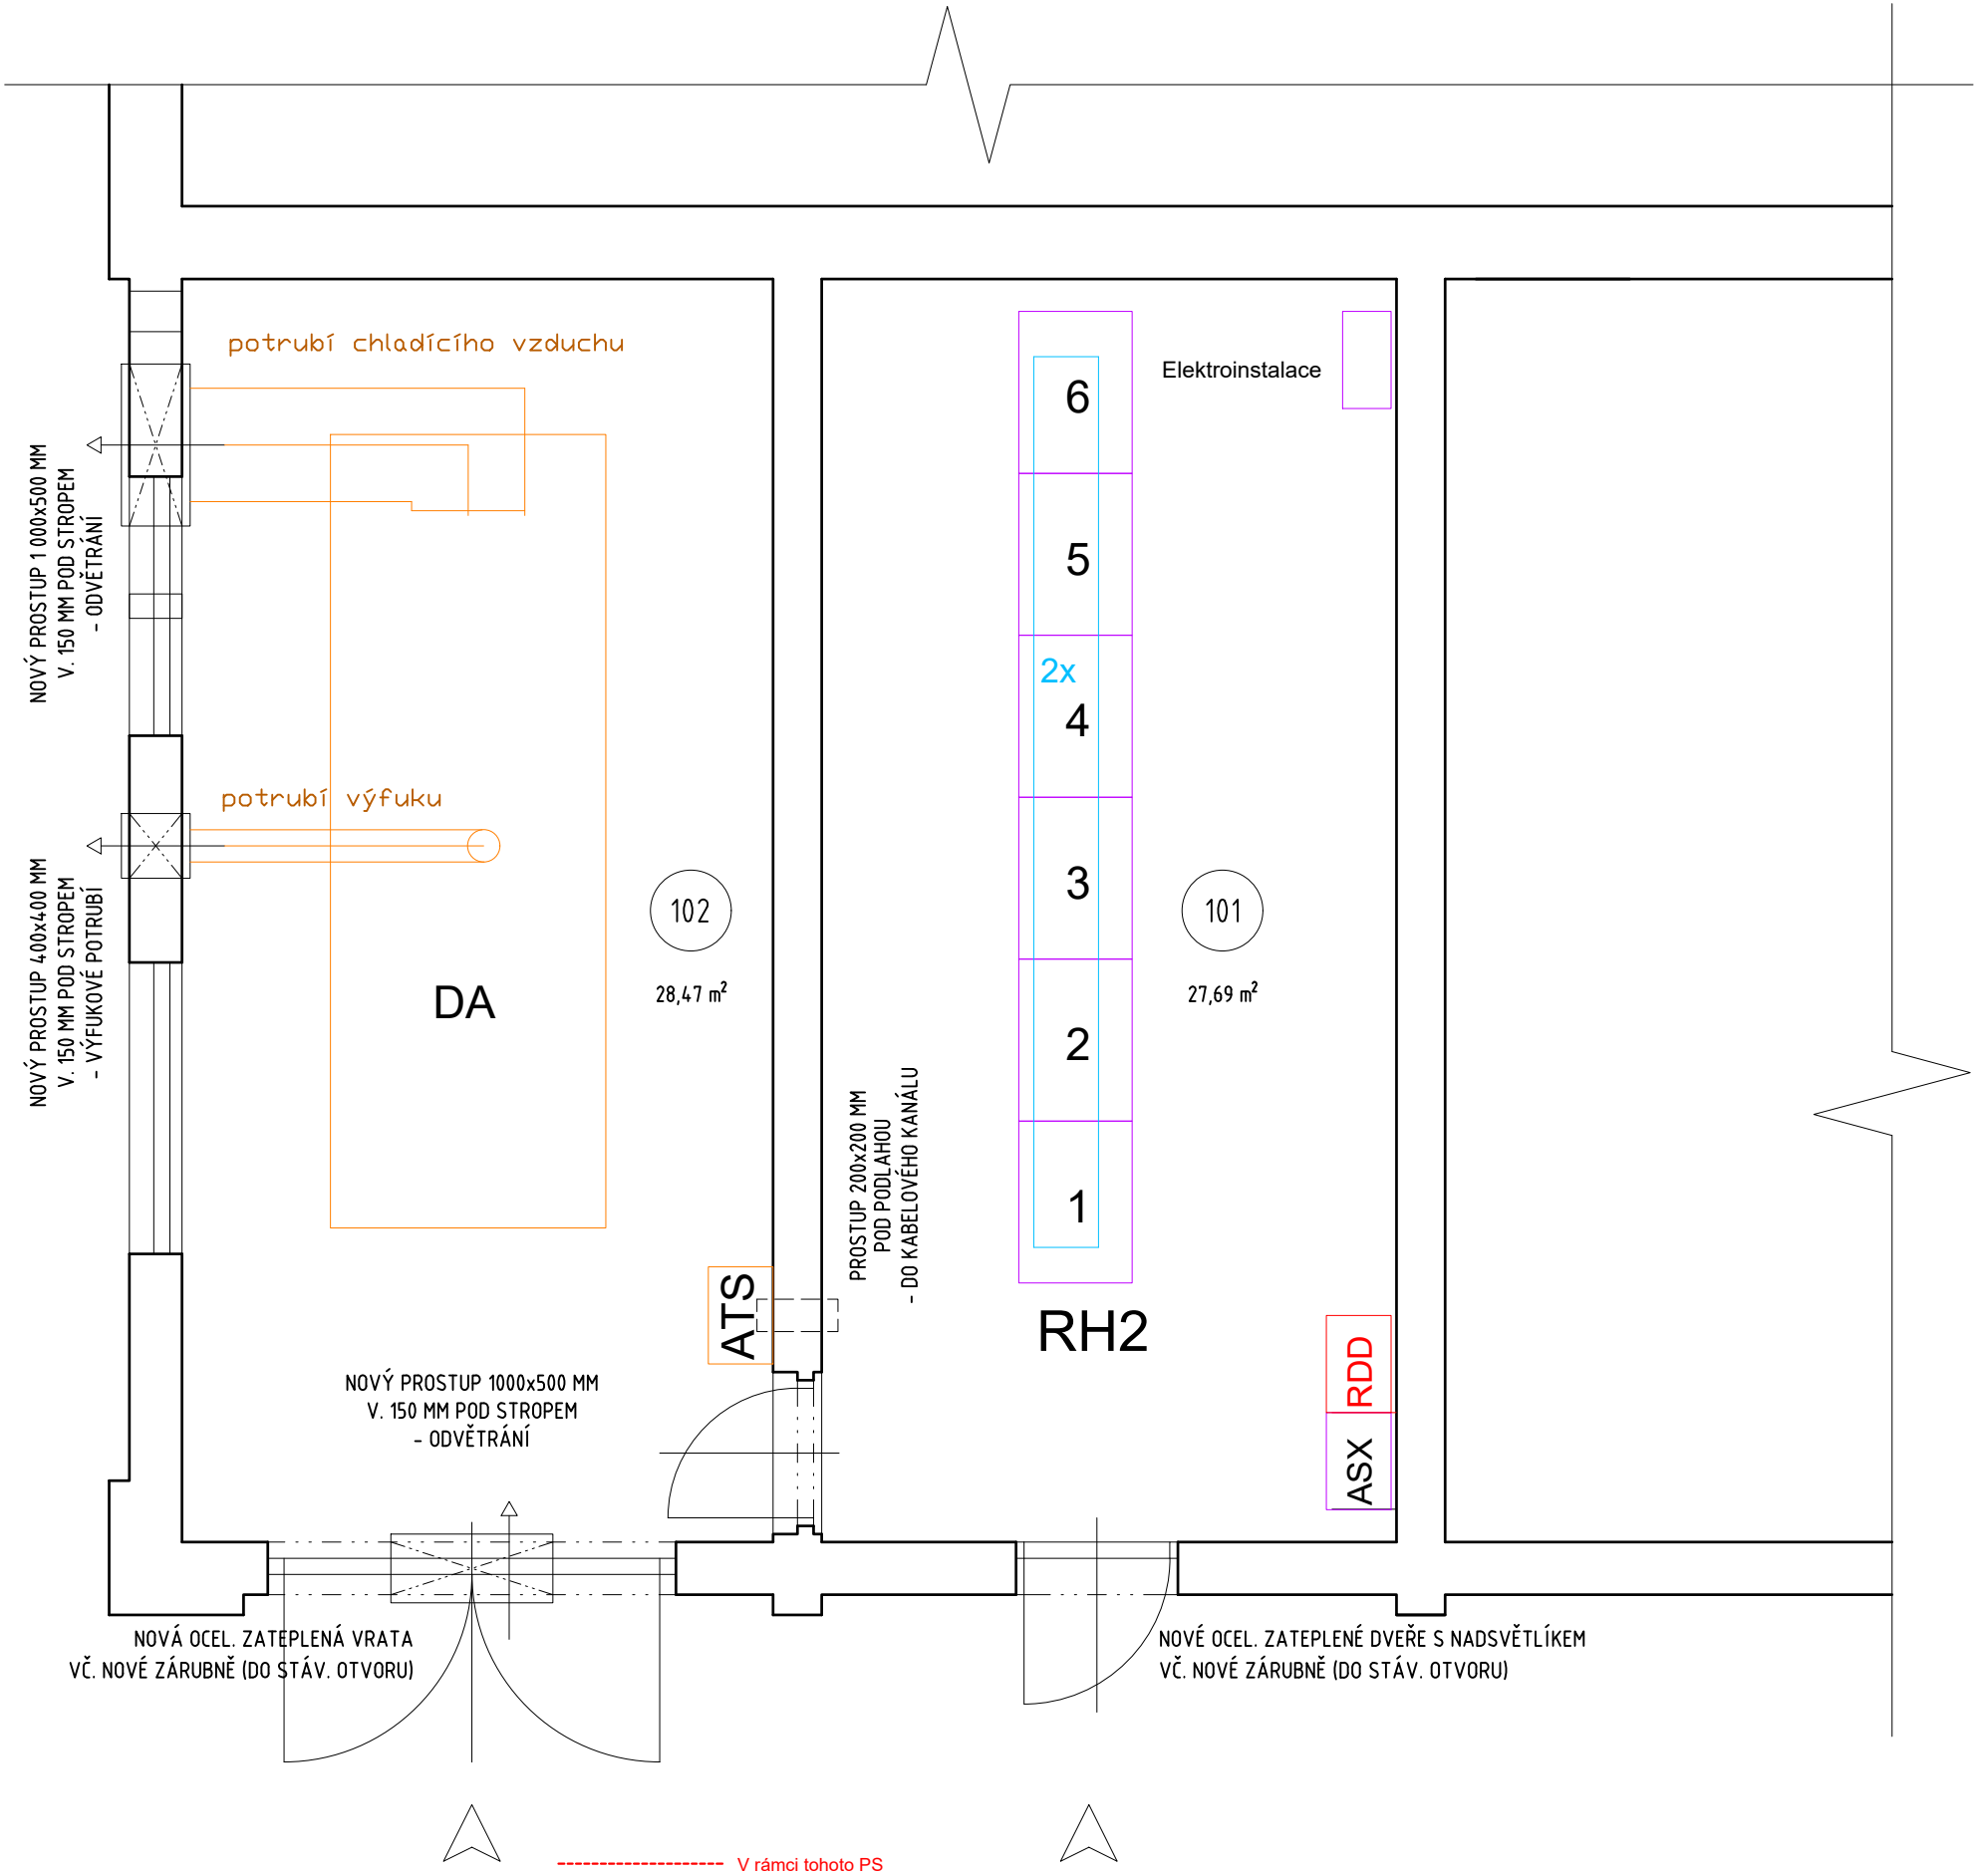 potrubí chladícího vzduchu
Elektroinstalace
6
5
2x
4
3
2
1
RH2
NOVÝ PROSTUP 1 000x500 MM
V. 150 MM POD STROPEM
- ODVĚTRÁNÍ
potrubí výfuku
NOVÝ PROSTUP 400x400 MM
V. 150 MM POD STROPEM
- VÝFUKOVÉ POTRUBÍ
102
28,47 m²
DA
101
27,69 m²
PROSTUP 200x200 MM
POD PODLAHOU
- DO KABELOVÉHO KANÁLU
ATS
RDD
ASX
NOVÝ PROSTUP 1000x500 MM
V. 150 MM POD STROPEM
- ODVĚTRÁNÍ
NOVÁ OCEL. ZATEPLENÁ VRATA
VČ. NOVÉ ZÁRUBNĚ (DO STÁV. OTVORU)
NOVÉ OCEL. ZATEPLENÉ DVEŘE S NADSVĚTLÍKEM
VČ. NOVÉ ZÁRUBNĚ (DO STÁV. OTVORU)
V rámci tohoto PS